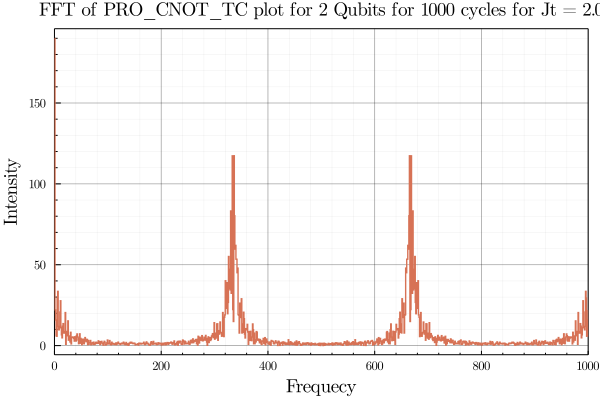 FFT of PRO_CNOT_TC plot for 2 Qubits for 1000 cycles for Jt = 2.0
Intensity
150
100
50
0
0 200 400 600 800 1000
Frequecy